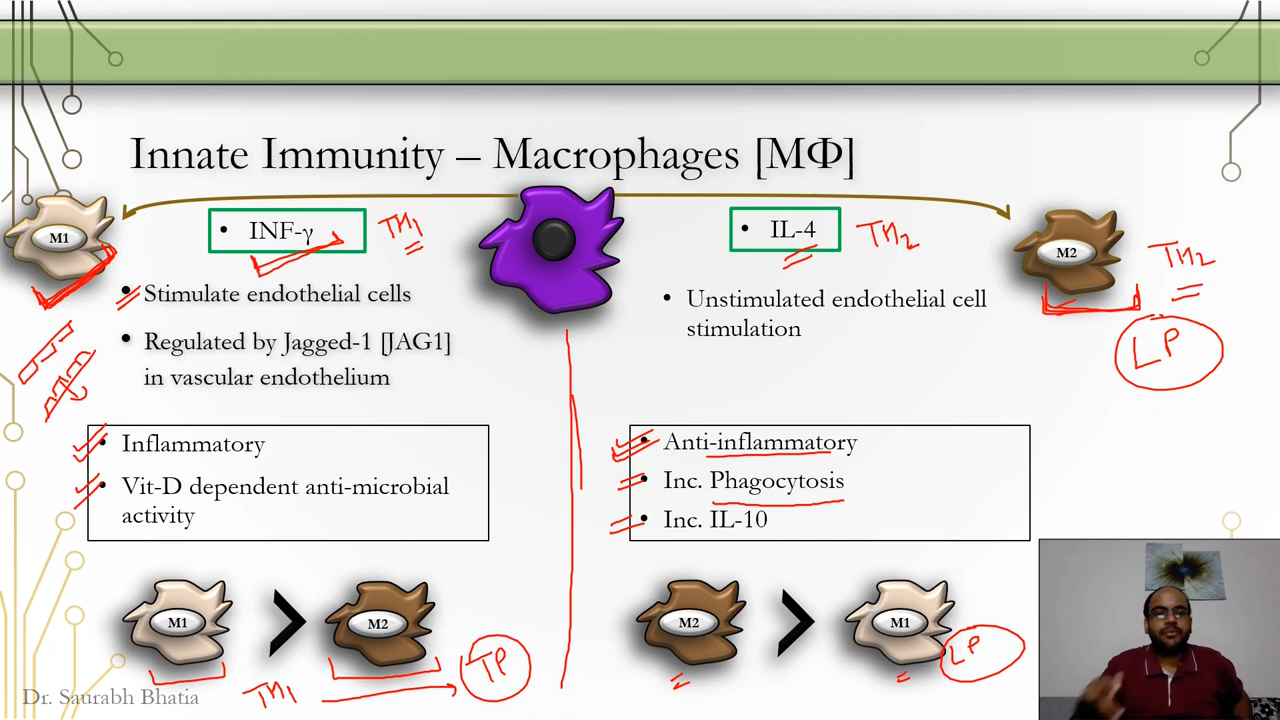 Innate Immunity – Macrophages [MΦ]
M1
• INF-γ
TH1
• Stimulate endothelial cells
• Regulated by Jagged-1 [JAG1]
in vascular endothelium
• Inflammatory
• Vit-D dependent anti-microbial
activity
M1
>
M2
TH1
TP
• IL-4
TH2
M2
TH2
LP
• Unstimulated endothelial cell
stimulation
• Anti-inflammatory
• Inc. Phagocytosis
• Inc. IL-10
M2
>
M1
LP
Dr. Saurabh Bhatia